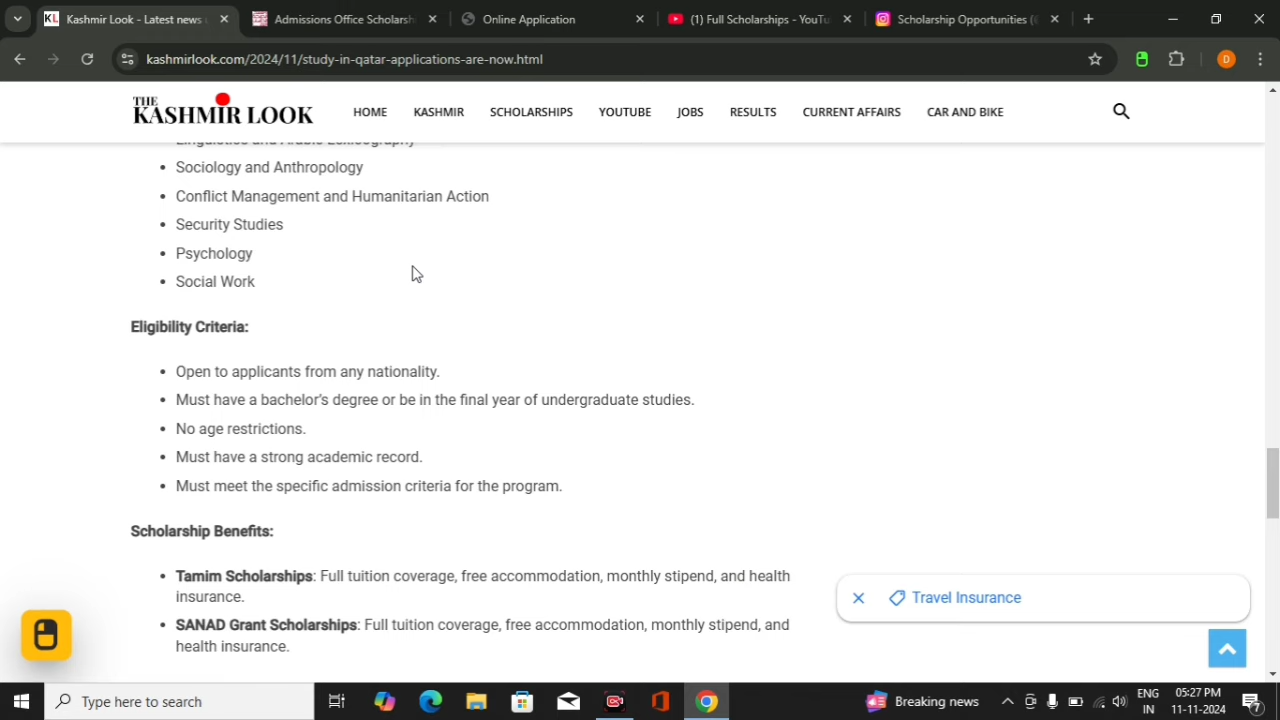 Kashmir Look - Latest news
Admissions Office Scholarsh
Online Application
(1) Full Scholarships - YouTu
Scholarship Opportunities (
kashmirlook.com/2024/11/study-in-qatar-applications-are-now.html
D
THE
KASHMIR LOOK
HOME
KASHMIR
SCHOLARSHIPS
YOUTUBE
JOBS
RESULTS
CURRENT AFFAIRS
CAR AND BIKE
Linguistics and Arabic Lexicography
• Sociology and Anthropology
• Conflict Management and Humanitarian Action
• Security Studies
• Psychology
• Social Work
Eligibility Criteria:
• Open to applicants from any nationality.
• Must have a bachelor's degree or be in the final year of undergraduate studies.
• No age restrictions.
• Must have a strong academic record.
• Must meet the specific admission criteria for the program.
Scholarship Benefits:
• Tamim Scholarships: Full tuition coverage, free accommodation, monthly stipend, and health
insurance.
• SANAD Grant Scholarships: Full tuition coverage, free accommodation, monthly stipend, and
health insurance.
Travel Insurance
Type here to search
Breaking news
ENG
IN
05:27 PM
11-11-2024
7